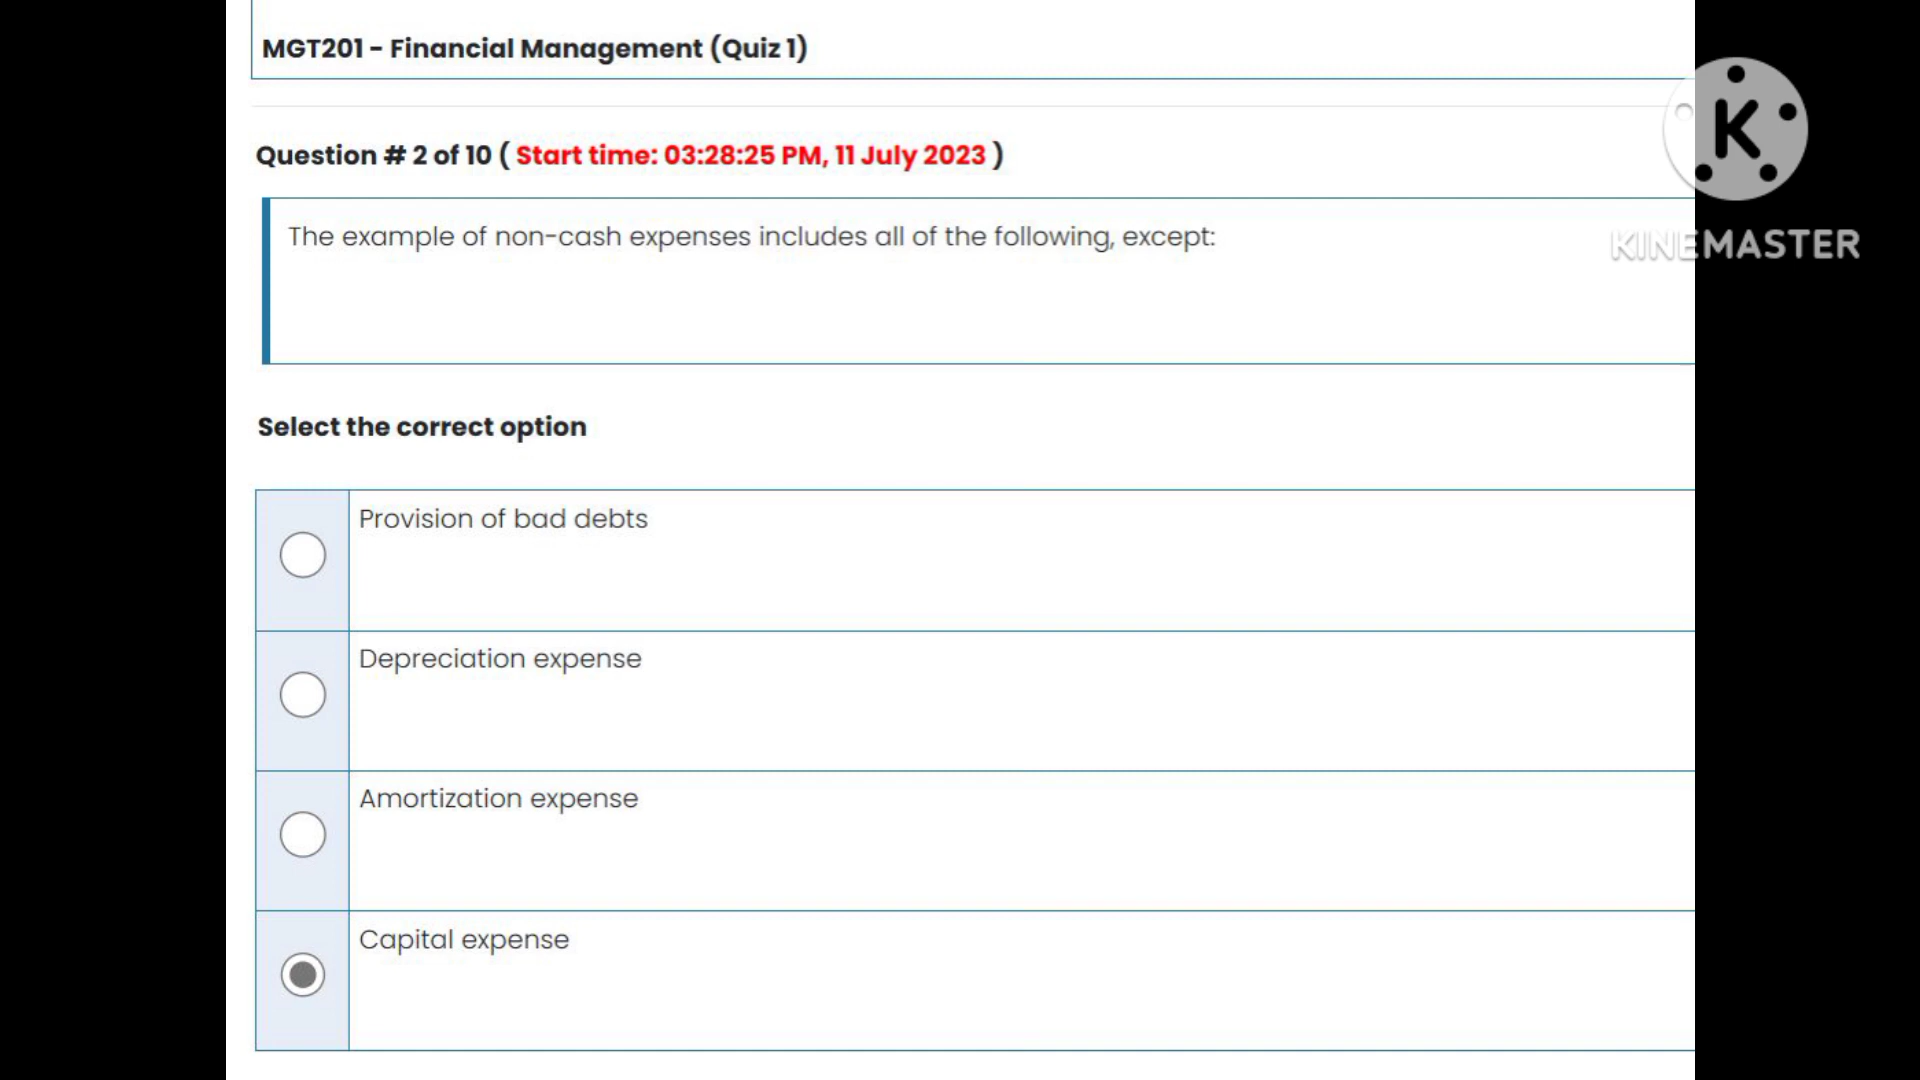 MGT201 - Financial Management (Quiz 1)
Question # 2 of 10 ( Start time: 03:28:25 PM, 11 July 2023 )
K
KINEMASTER
The example of non-cash expenses includes all of the following, except:
Select the correct option
Provision of bad debts
Depreciation expense
Amortization expense
Capital expense